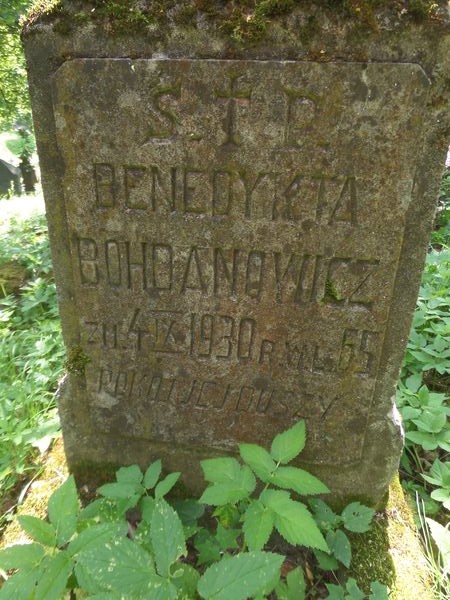 Ś. † P.
BENEDYKTA
BOHDANOWICZ
ZM. 4 IX 1930 R. W L. 65
POKÓJ JEJ DUSZY